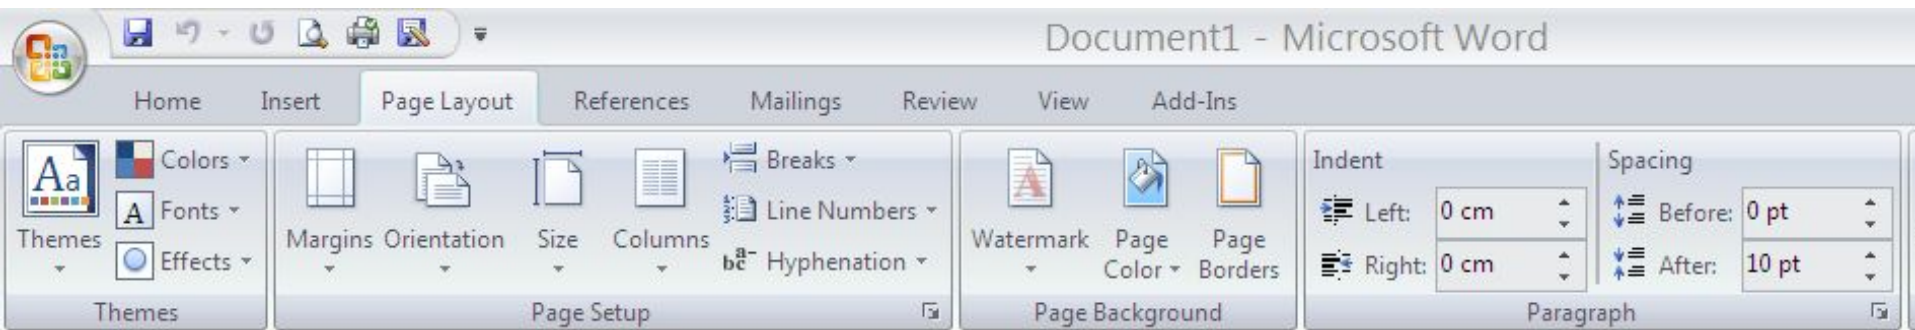 Document1 - Microsoft Word
Home Insert Page Layout References Mailings Review View Add-Ins
Aa
Themes
Colors
A Fonts
Effects
Themes
Margins
Orientation
Size
Columns
Breaks
Line Numbers
Hyphenation
Page Setup
A
Watermark
Page Color
Page Borders
Page Background
Indent
Left: 0 cm
Right: 0 cm
Spacing
Before: 0 pt
After: 10 pt
Paragraph